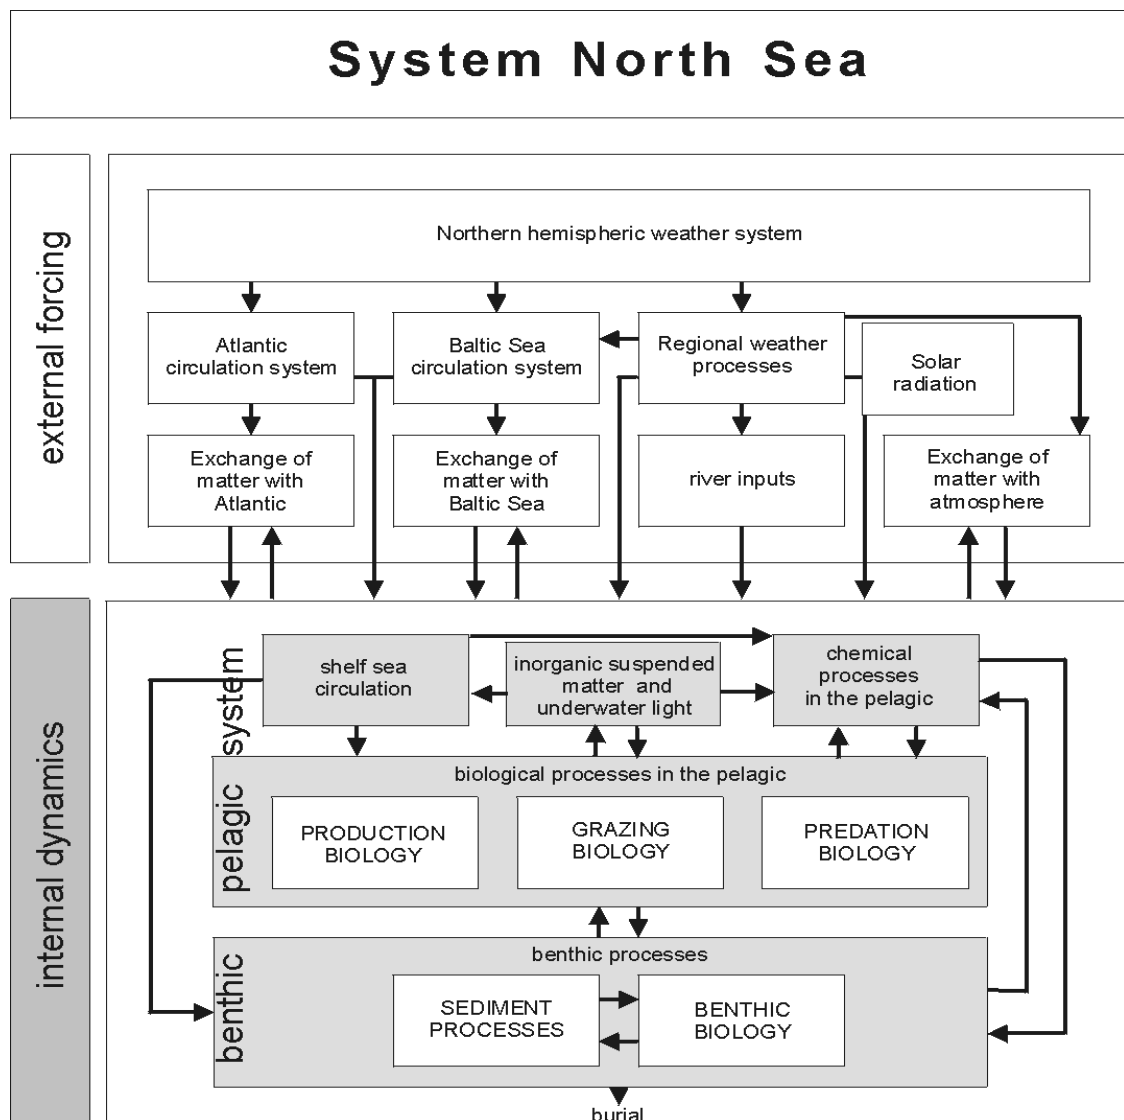 System North Sea
external forcing
Northern hemispheric weather system
Atlantic
circulation system
Baltic Sea
circulation system
Regional weather
processes
Solar
radiation
Exchange of
matter with
Atlantic
Exchange of
matter with
Baltic Sea
river inputs
Exchange of
matter with
atmosphere
internal dynamics
pelagic system
shelf sea
circulation
inorganic suspended
matter and
underwater light
chemical
processes
in the pelagic
biological processes in the pelagic
PRODUCTION
BIOLOGY
GRAZING
BIOLOGY
PREDATION
BIOLOGY
benthic
benthic processes
SEDIMENT
PROCESSES
BENTHIC
BIOLOGY
burial